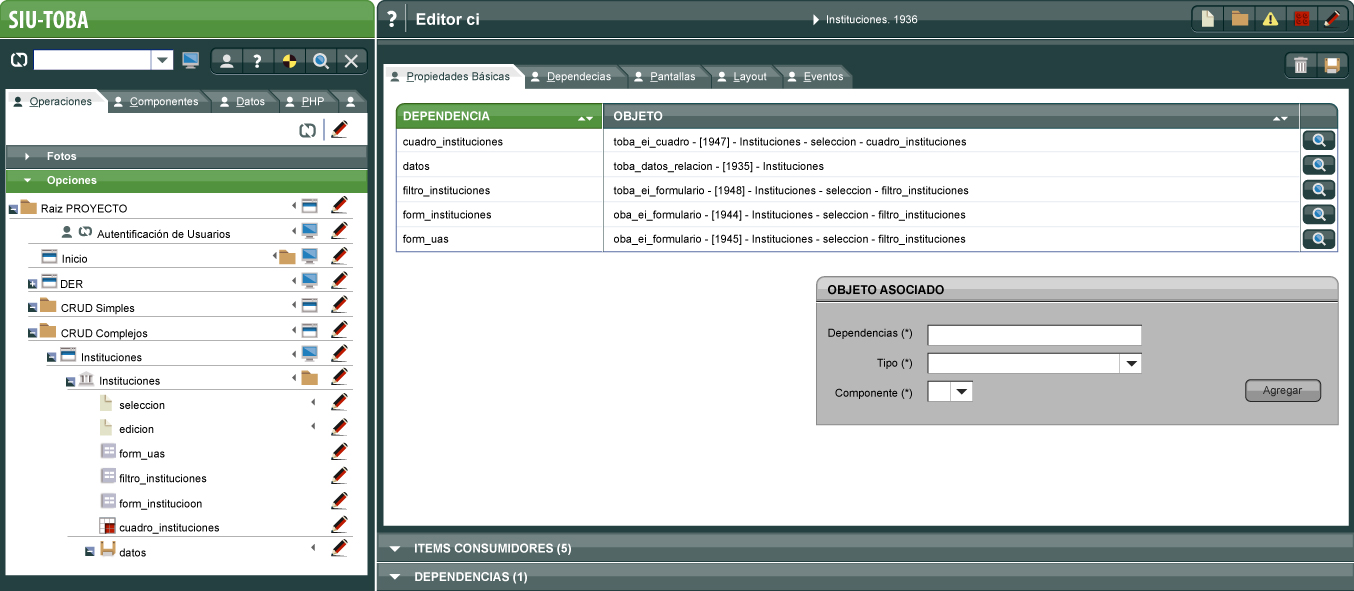 SIU-TOBA
? Editor ci
Instituciones. 1936
?
Operaciones Componentes Datos PHP
Propiedades Básicas Dependecias Pantallas Layout Eventos
Fotos
Opciones
Raiz PROYECTO
Autentificación de Usuarios
Inicio
DER
CRUD Simples
CRUD Complejos
Instituciones
Instituciones
seleccion
edicion
form_uas
filtro_instituciones
form_institucioon
cuadro_instituciones
datos
DEPENDENCIA OBJETO
cuadro_instituciones toba_ei_cuadro - [1947] - Instituciones - seleccion - cuadro_instituciones
datos toba_datos_relacion - [1935] - Instituciones
filtro_instituciones toba_ei_formulario - [1948] - Instituciones - seleccion - filtro_instituciones
form_instituciones oba_ei_formulario - [1944] - Instituciones - seleccion - filtro_instituciones
form_uas oba_ei_formulario - [1945] - Instituciones - seleccion - filtro_instituciones
OBJETO ASOCIADO
Dependencias (*)
Tipo (*)
Componente (*)
Agregar
ITEMS CONSUMIDORES (5)
DEPENDENCIAS (1)